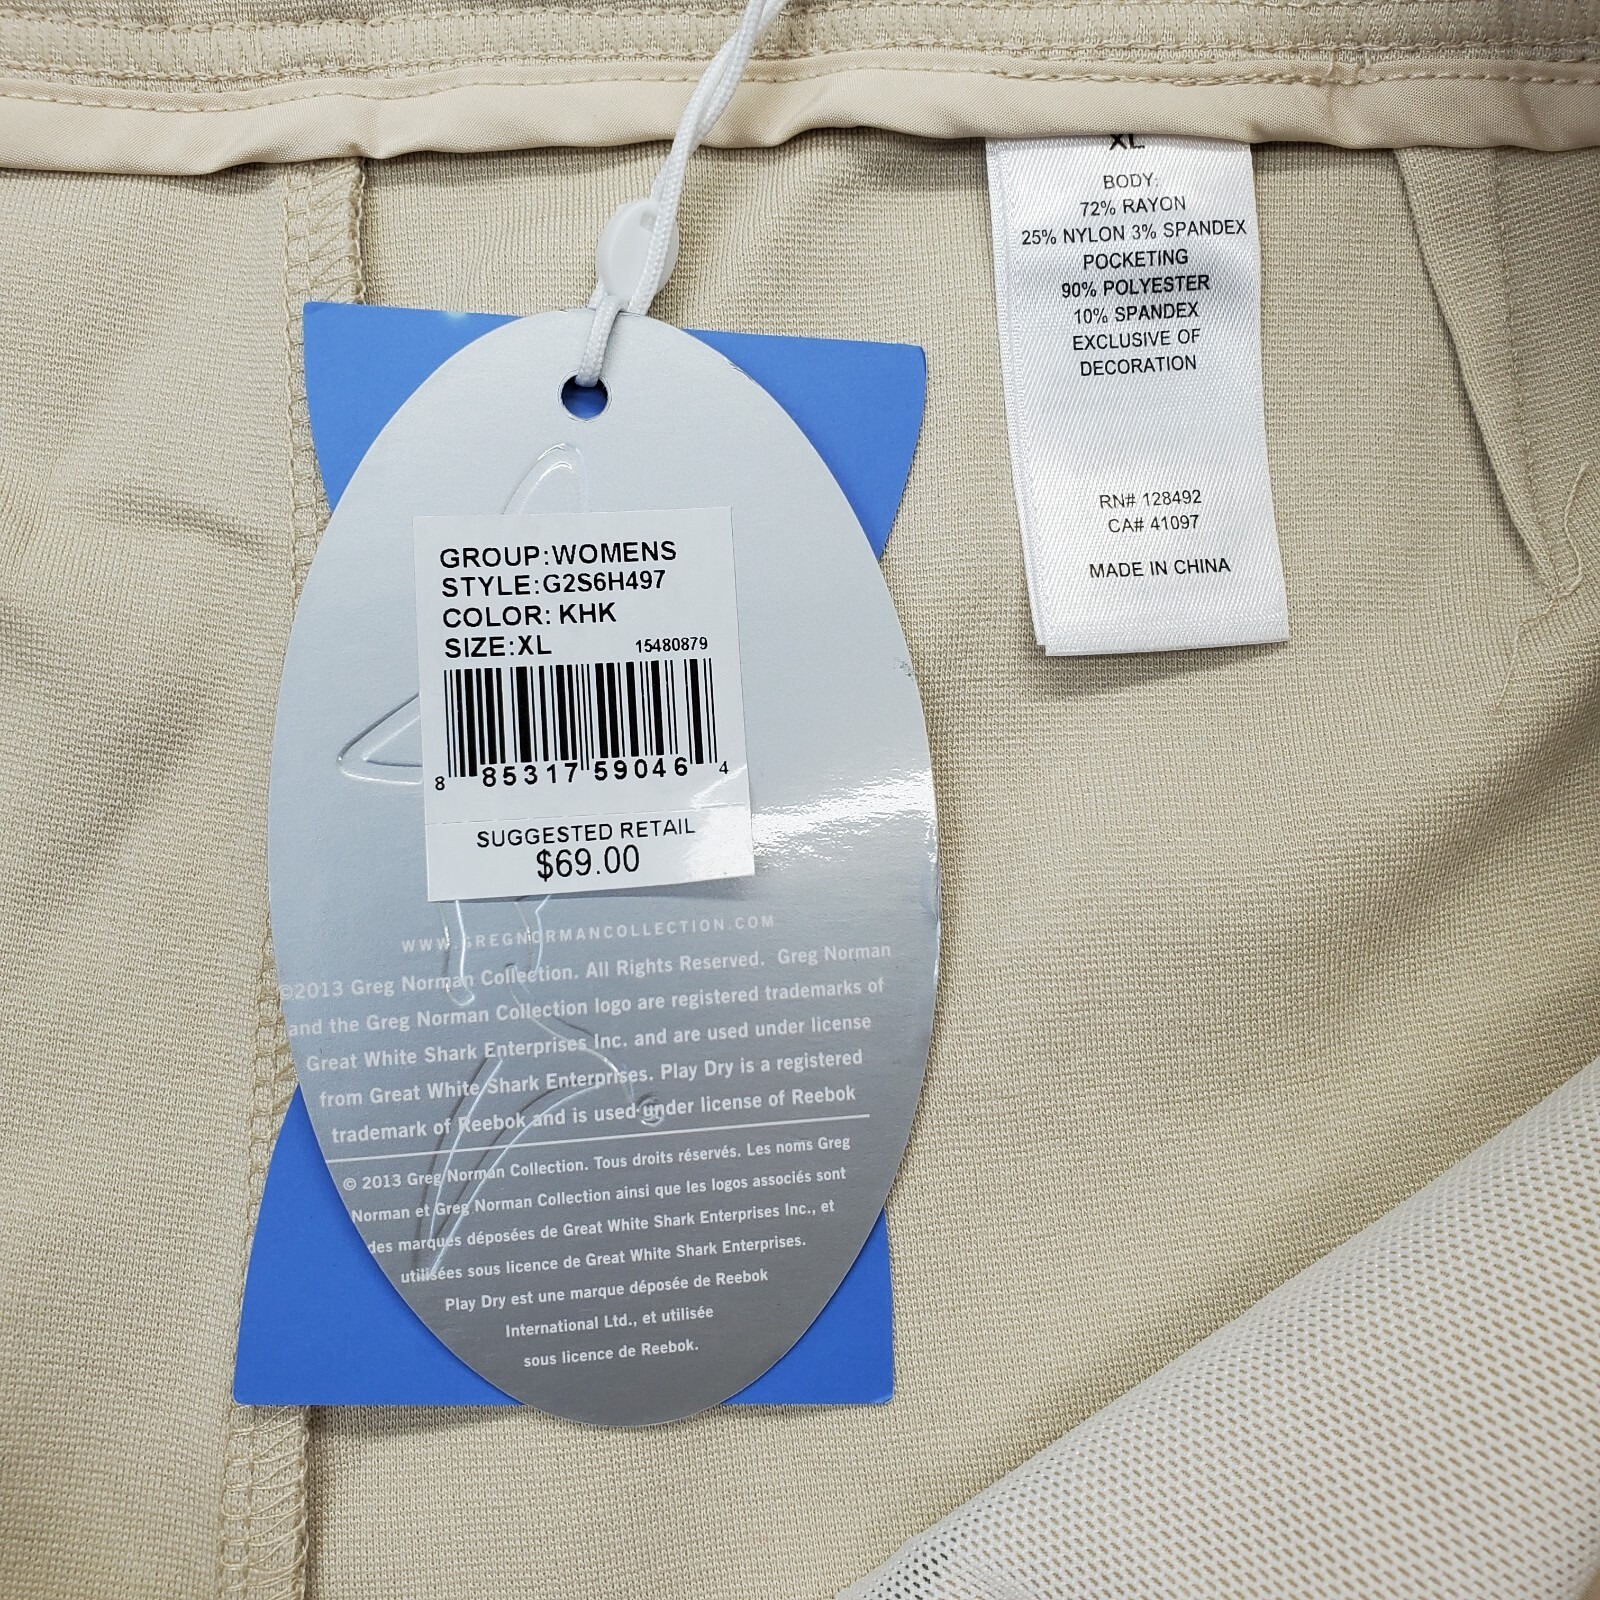 XL
BODY:
72% RAYON
25% NYLON 3% SPANDEX
POCKETING
90% POLYESTER
10% SPANDEX
EXCLUSIVE OF
DECORATION
RN# 128492
CA# 41097
MADE IN CHINA
GROUP:WOMENS
STYLE:G2S6H497
COLOR: KHK
SIZE:XL 15480879
8 85317 59046 4
SUGGESTED RETAIL
$69.00
WWW.GREGNORMANCOLLECTION.COM
©2013 Greg Norman Collection. All Rights Reserved. Greg Norman
and the Greg Norman Collection logo are registered trademarks of
Great White Shark Enterprises Inc. and are used under license
from Great White Shark Enterprises. Play Dry is a registered
trademark of Reebok and is used under license of Reebok
© 2013 Greg Norman Collection. Tous droits réservés. Les noms Greg
Norman et Greg Norman Collection ainsi que les logos associés sont
des marques déposées de Great White Shark Enterprises Inc., et
utilisées sous licence de Great White Shark Enterprises.
Play Dry est une marque déposée de Reebok
International Ltd., et utilisée
sous licence de Reebok.